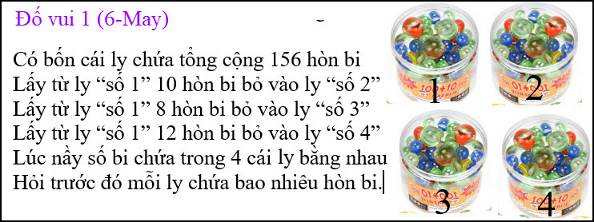 Đố vui 1 (6-May)
Có bốn cái ly chứa tổng cộng 156 hòn bi
Lấy từ ly “số 1” 10 hòn bi bỏ vào ly “số 2”
Lấy từ ly “số 1” 8 hòn bi bỏ vào ly “số 3”
Lấy từ ly “số 1” 12 hòn bi bỏ vào ly “số 4”
Lúc nầy số bi chứa trong 4 cái ly bằng nhau
Hỏi trước đó mỗi ly chứa bao nhiêu hòn bi.
1
2
3
4